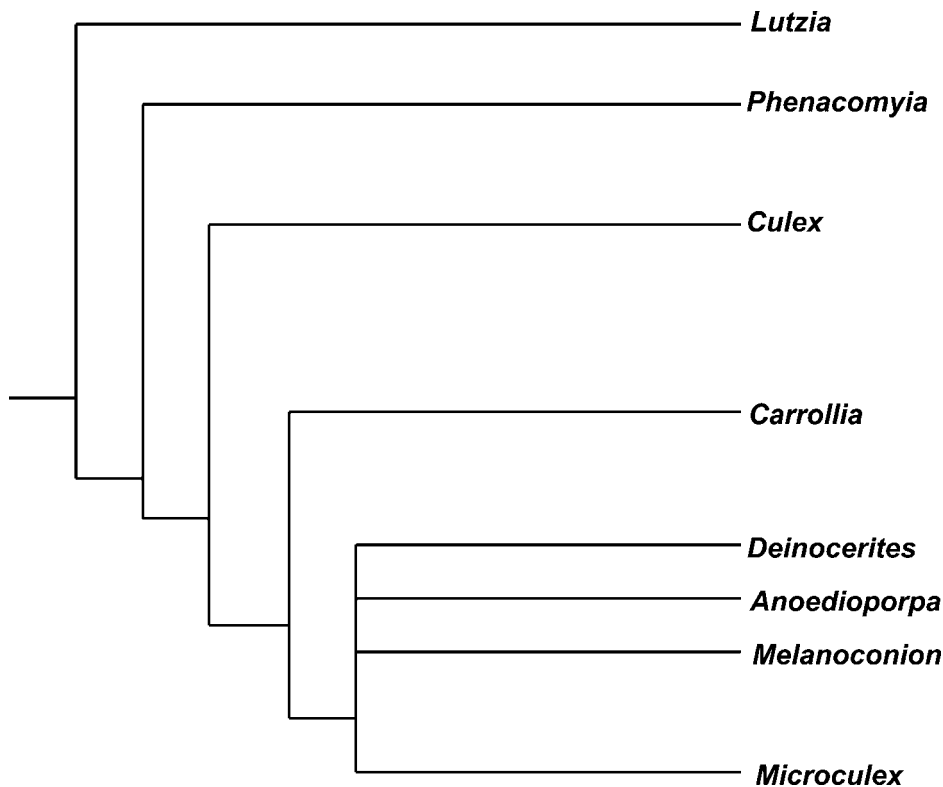 Lutzia
Phenacomyia
Culex
Carrollia
Deinocerites
Anoedioporpa
Melanoconion
Microculex